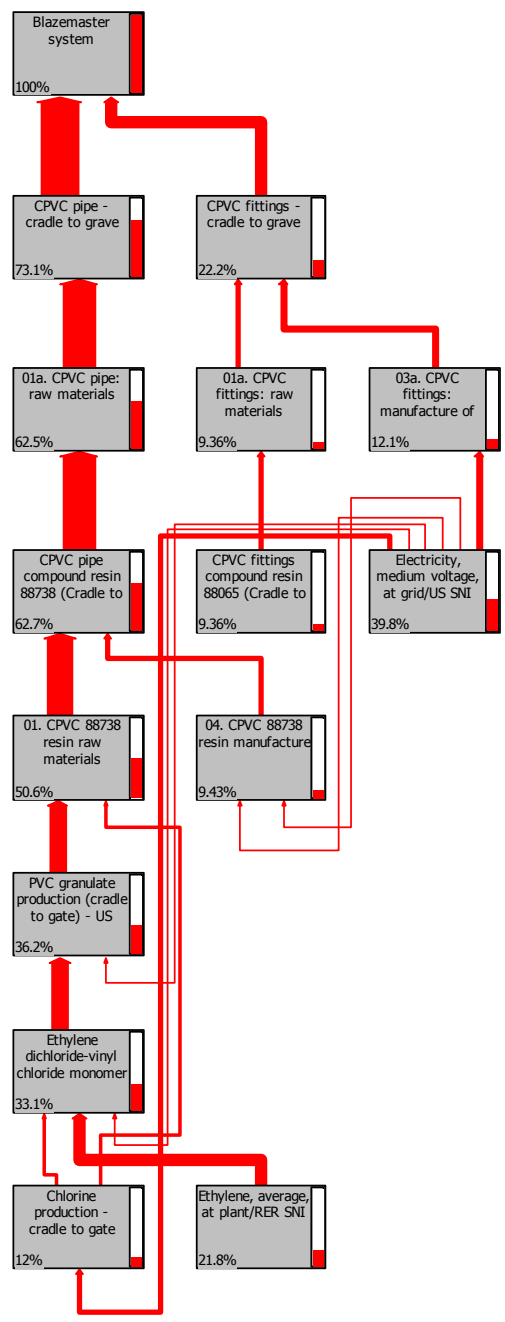 Blazemaster
system
100%
CPVC pipe -
cradle to grave
73.1%
CPVC fittings -
cradle to grave
22.2%
01a. CPVC pipe:
raw materials
62.5%
01a. CPVC
fittings: raw
materials
9.36%
03a. CPVC
fittings:
manufacture of
12.1%
CPVC pipe
compound resin
88738 (Cradle to
62.7%
CPVC fittings
compound resin
88065 (Cradle to
9.36%
Electricity,
medium voltage,
at grid/US SNI
39.8%
01. CPVC 88738
resin raw
materials
50.6%
04. CPVC 88738
resin manufacture
9.43%
PVC granulate
production (cradle
to gate) - US
36.2%
Ethylene
dichloride-vinyl
chloride monomer
33.1%
Chlorine
production -
cradle to gate
12%
Ethylene, average,
at plant/RER SNI
21.8%